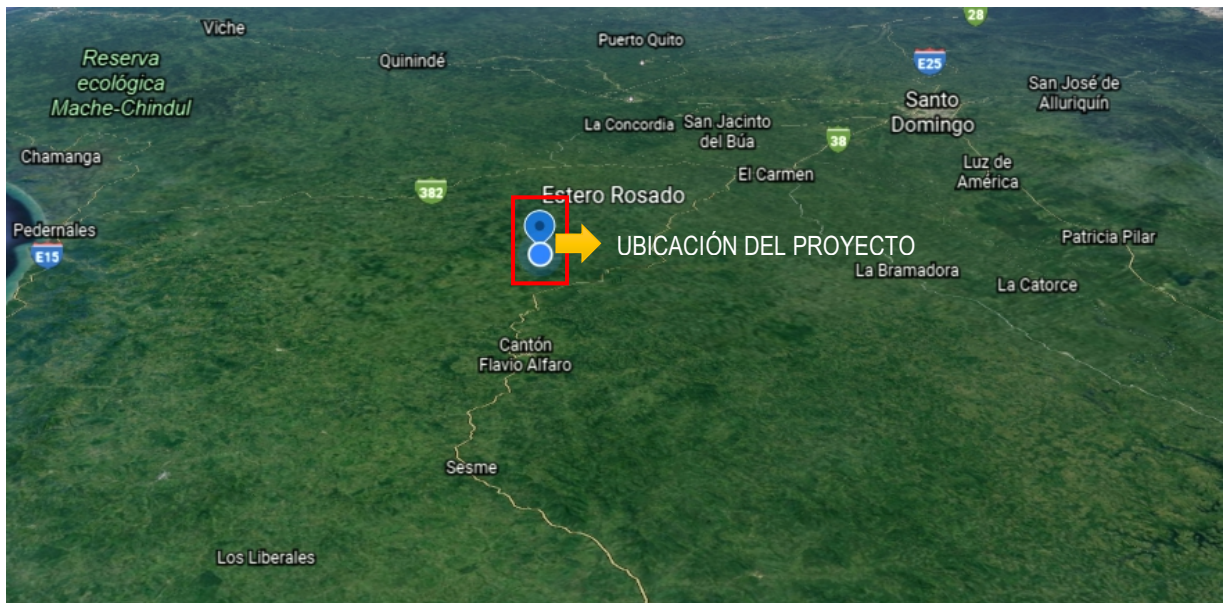 28
Viche
Puerto Quito
Reserva
ecológica
Mache-Chindul
Quinindé
E25
San José de
Alluriquín
Santo
Domingo
La Concordia
San Jacinto
del Búa
38
Chamanga
Luz de
América
El Carmen
382
Estero Rosado
Pedernales
E15
UBICACIÓN DEL PROYECTO
Patricia Pilar
La Bramadora
La Catorce
Cantón
Flavio Alfaro
Sesme
Los Liberales